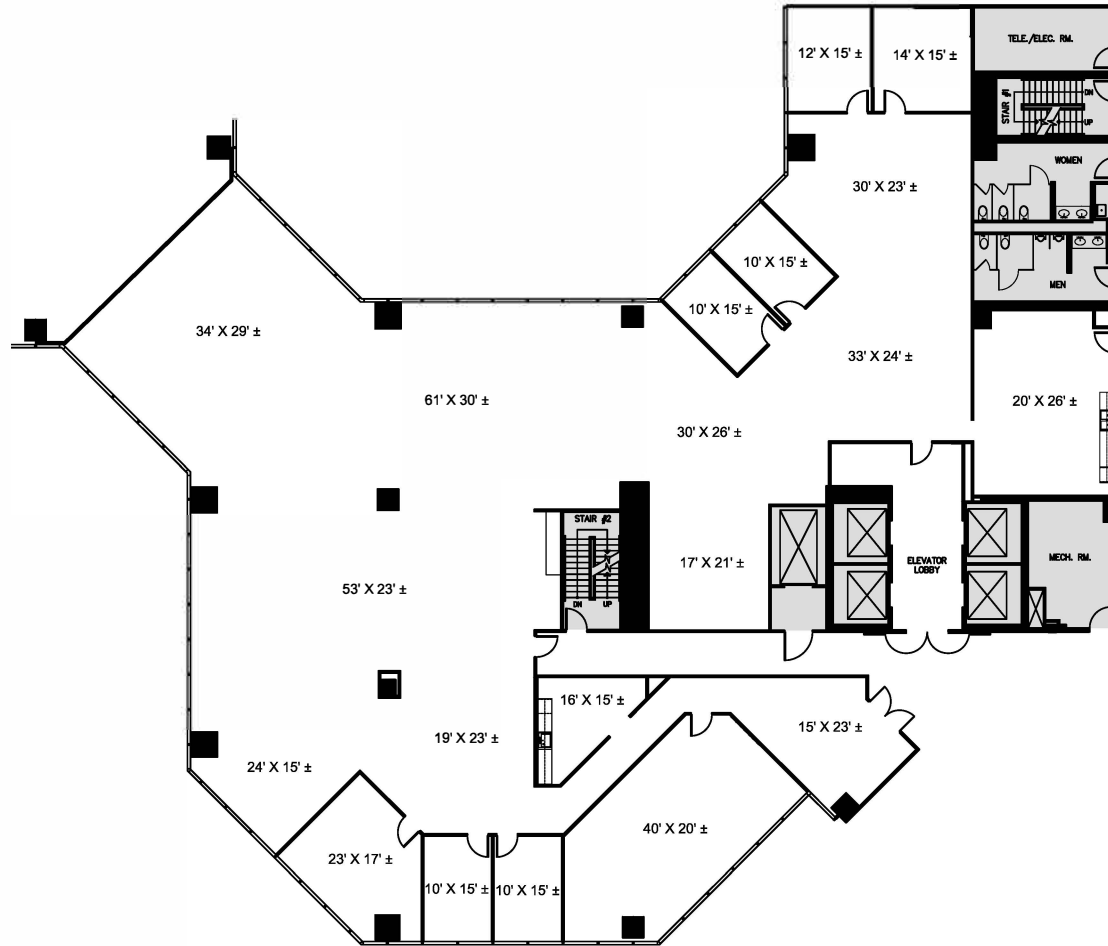 TELE./ELEC. RM.
12' X 15' ±
14' X 15' ±
STAIR #1
DN
UP
WOMEN
30' X 23' ±
10' X 15' ±
MEN
10' X 15' ±
34' X 29' ±
33' X 24' ±
61' X 30' ±
20' X 26' ±
30' X 26' ±
STAIR #2
17' X 21' ±
ELEVATOR
LOBBY
MECH. RM.
53' X 23' ±
DN
UP
16' X 15' ±
15' X 23' ±
19' X 23' ±
24' X 15' ±
40' X 20' ±
23' X 17' ±
10' X 15' ±
10' X 15' ±